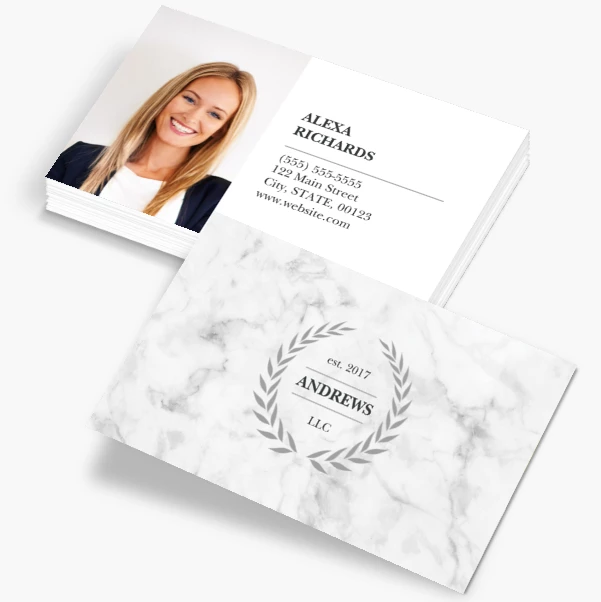 ALEXA
RICHARDS
(555) 555-5555
122 Main Street
City, STATE, 00123
www.website.com
est. 2017
ANDREWS
LLC